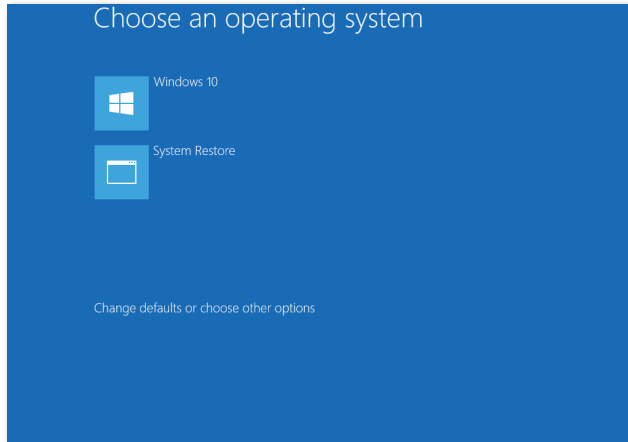 Choose an operating system
Windows 10
System Restore
Change defaults or choose other options